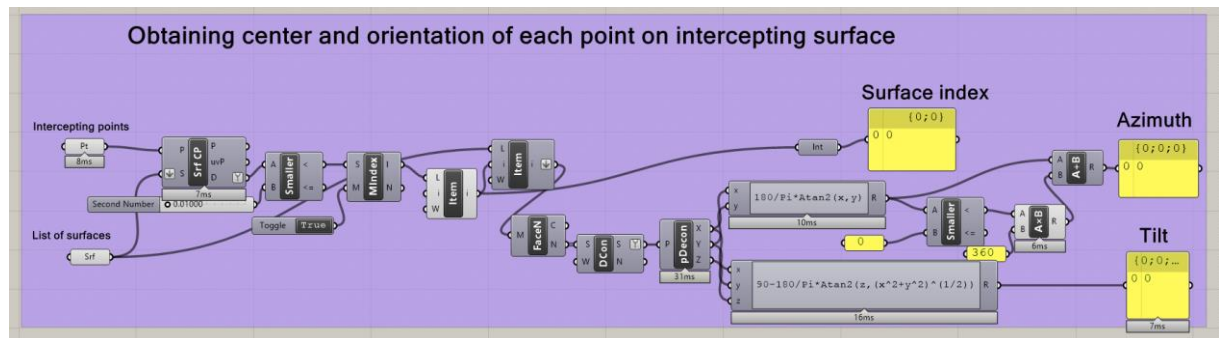 Obtaining center and orientation of each point on intercepting surface
Intercepting points
Pt
8ms
P
S
Srf CP
P
uvP
D
7ms
Second Number
0.01000
A
B
Smaller
<
<=
Toggle
True
S
M
MIndex
I
N
L
i
W
Item
i
L
i
W
Item
i
List of surfaces
Srf
M
FaceN
C
N
S
W
DCon
S
N
P
pDecon
X
Y
Z
31ms
x
y
180/Pi*Atan2(x,y)
R
10ms
x
y
z
90-180/Pi*Atan2(z,(x^2+y^2)^(1/2))
R
16ms
0
A
B
Smaller
<
<=
360
A
B
A×B
R
6ms
A
B
A+B
R
Int
Surface index
{0;0}
0 0
Azimuth
{0;0;0}
0 0
Tilt
{0;0;...
0 0
7ms